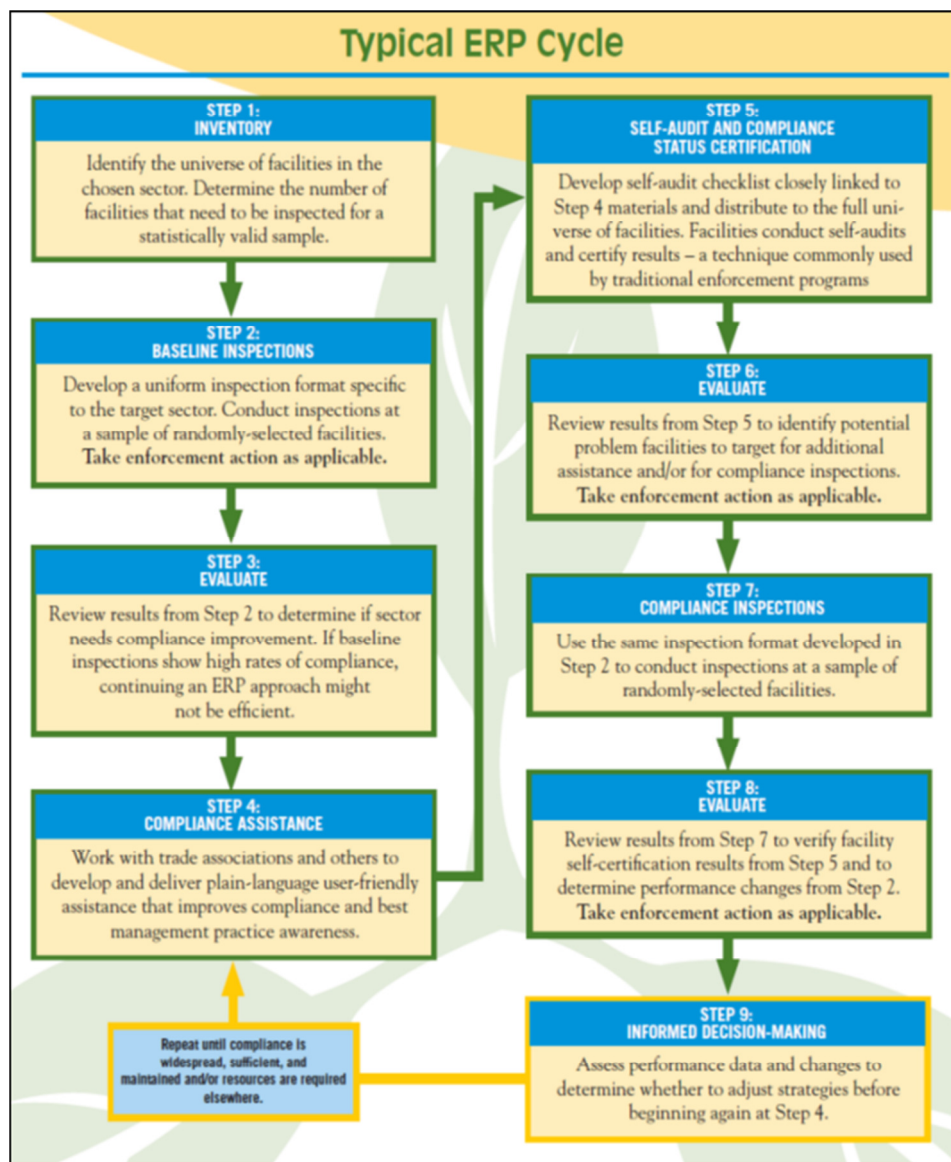 Typical ERP Cycle
STEP 1:
INVENTORY
Identify the universe of facilities in the
chosen sector. Determine the number of
facilities that need to be inspected for a
statistically valid sample.
STEP 2:
BASELINE INSPECTIONS
Develop a uniform inspection format specific
to the target sector. Conduct inspections at
a sample of randomly-selected facilities.
Take enforcement action as applicable.
STEP 3:
EVALUATE
Review results from Step 2 to determine if sector
needs compliance improvement. If baseline
inspections show high rates of compliance,
continuing an ERP approach might
not be efficient.
STEP 4:
COMPLIANCE ASSISTANCE
Work with trade associations and others to
develop and deliver plain-language user-friendly
assistance that improves compliance and best
management practice awareness.
Repeat until compliance is
widespread, sufficient, and
maintained and/or resources are required
elsewhere.
STEP 5:
SELF-AUDIT AND COMPLIANCE
STATUS CERTIFICATION
Develop self-audit checklist closely linked to
Step 4 materials and distribute to the full uni-
verse of facilities. Facilities conduct self-audits
and certify results – a technique commonly used
by traditional enforcement programs
STEP 6:
EVALUATE
Review results from Step 5 to identify potential
problem facilities to target for additional
assistance and/or for compliance inspections.
Take enforcement action as applicable.
STEP 7:
COMPLIANCE INSPECTIONS
Use the same inspection format developed in
Step 2 to conduct inspections at a sample of
randomly-selected facilities.
STEP 8:
EVALUATE
Review results from Step 7 to verify facility
self-certification results from Step 5 and to
determine performance changes from Step 2.
Take enforcement action as applicable.
STEP 9:
INFORMED DECISION-MAKING
Assess performance data and changes to
determine whether to adjust strategies before
beginning again at Step 4.